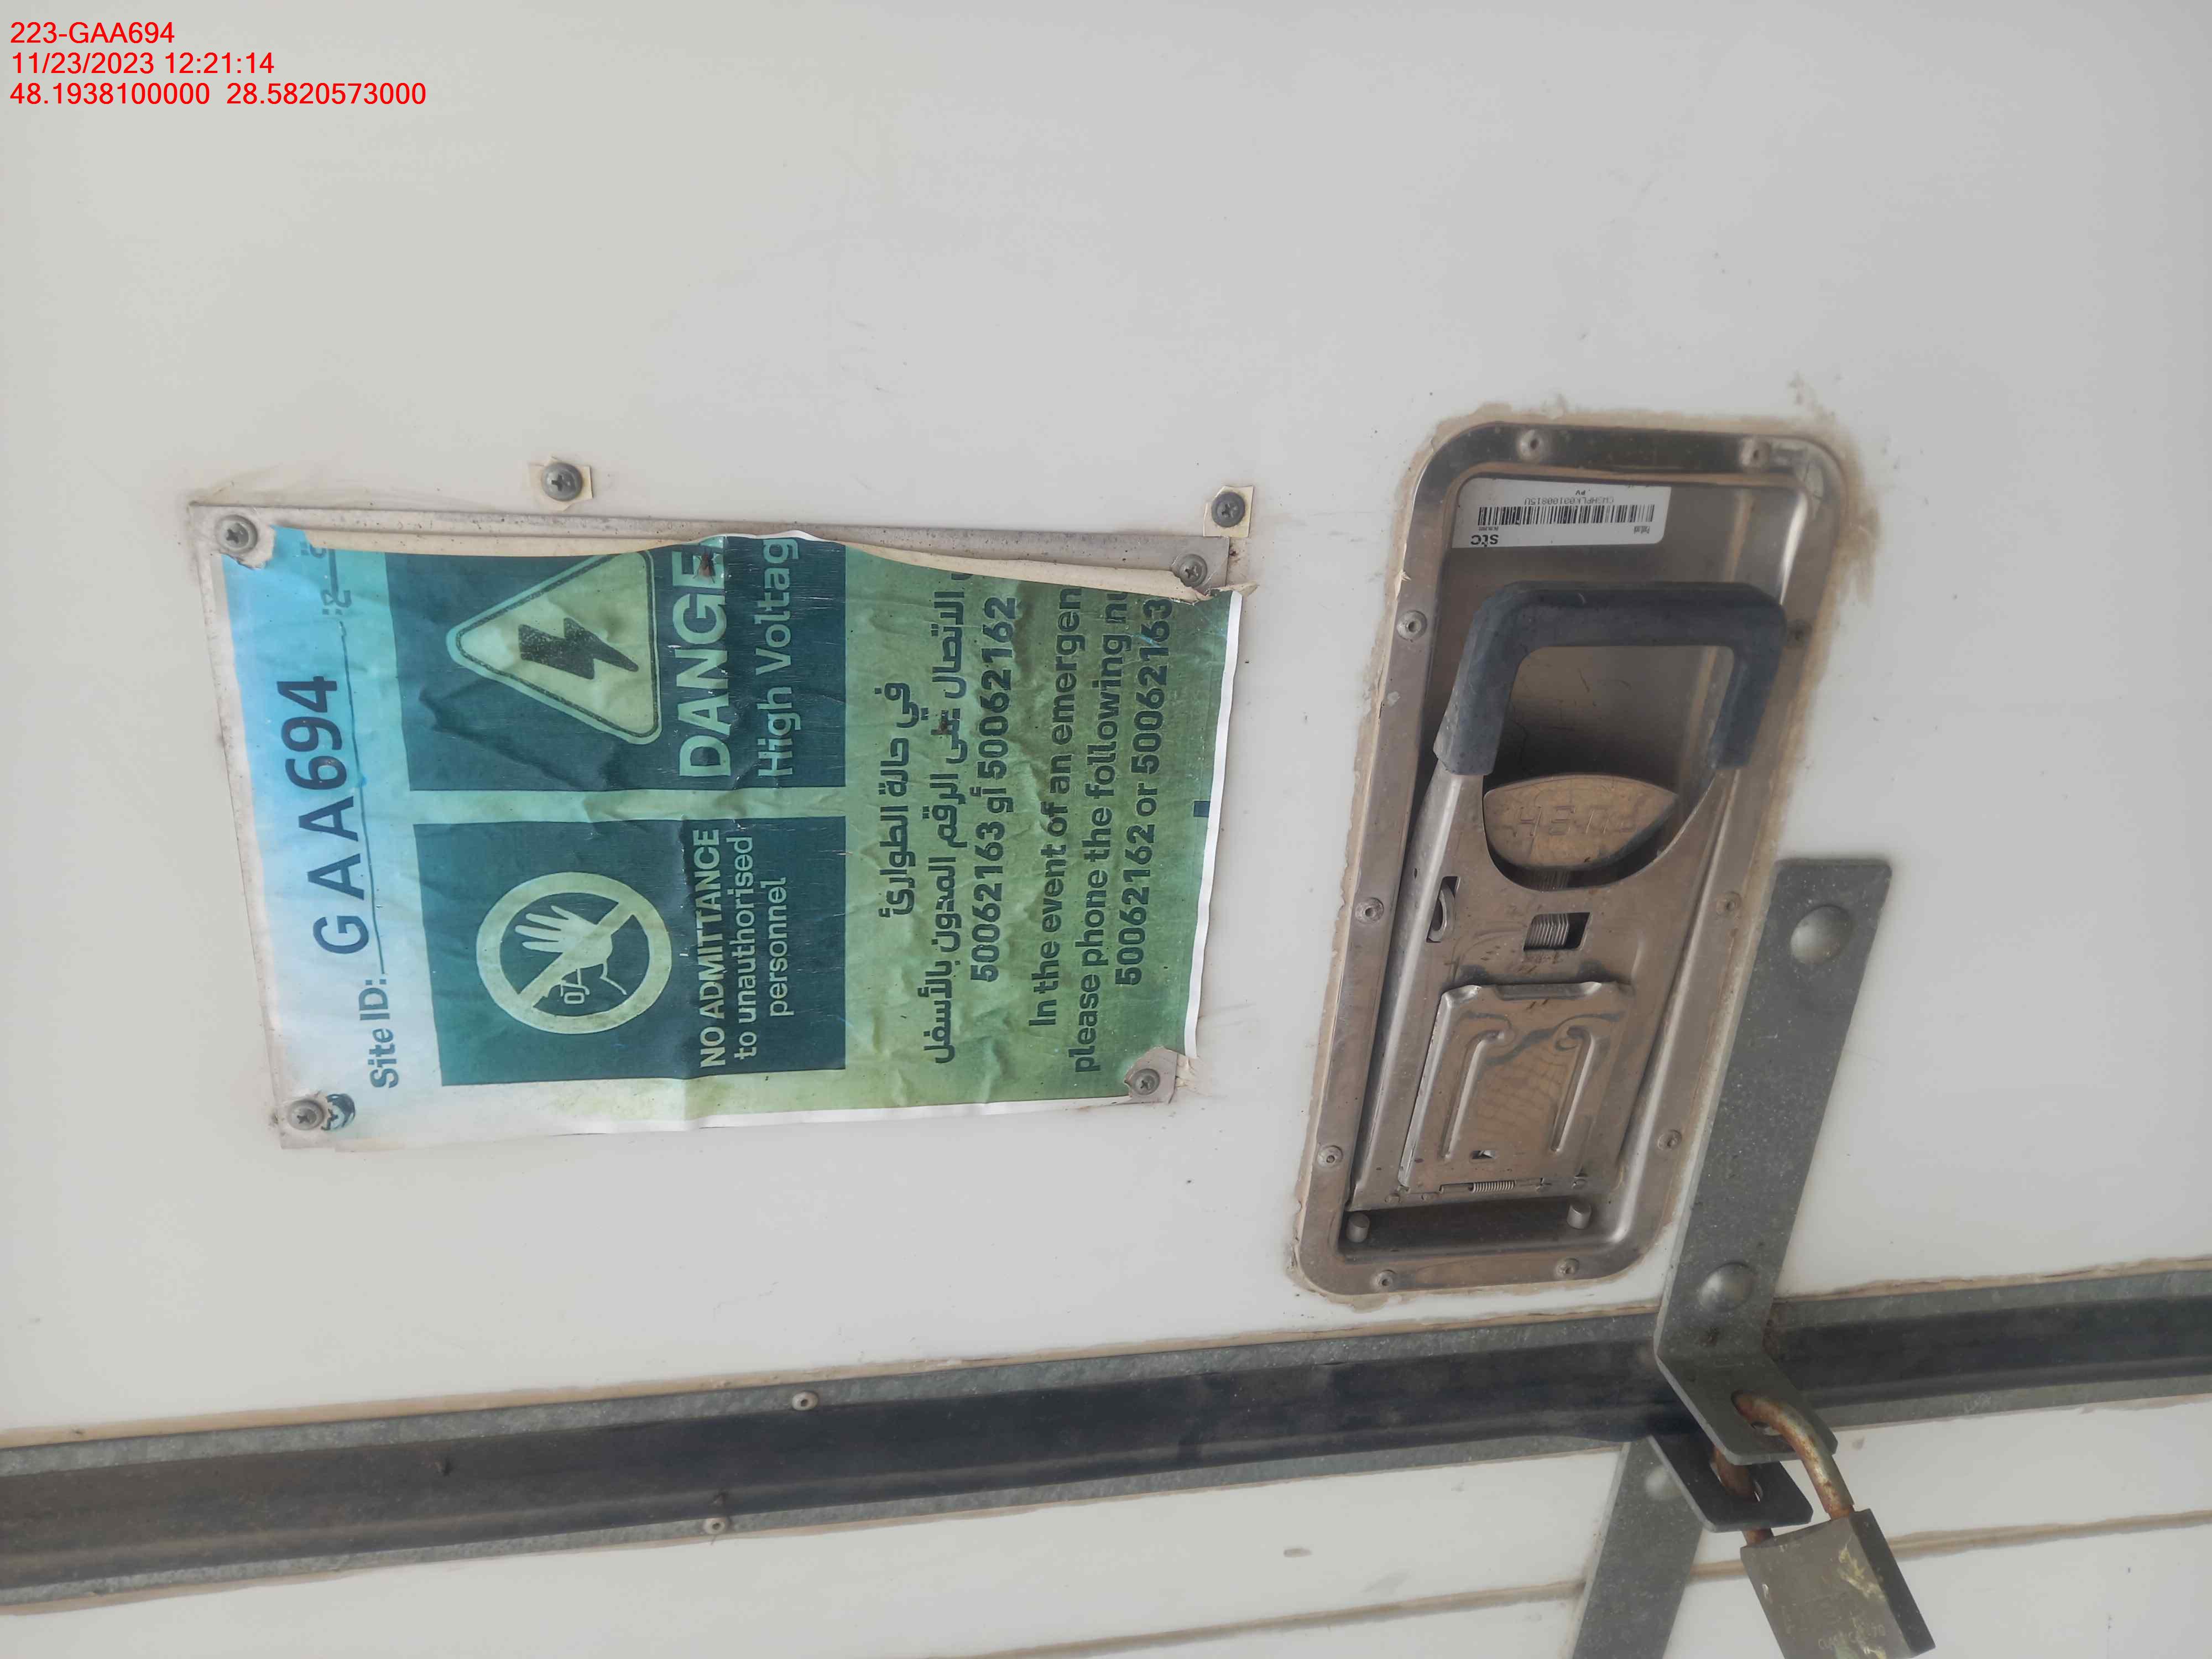 223-GAA694
11/23/2023 12:21:14
48.1938100000 28.5820573000
Site ID: GAA694
DANGE
High Voltag
NO ADMITTANCE
to unauthorised
personnel
في حالة الطوارئ
الاتصال على الرقم المدون بالأسفل
50062163 أو 50062162
In the event of an emergen
please phone the following nu
50062162 or 50062163
stc
PUSH